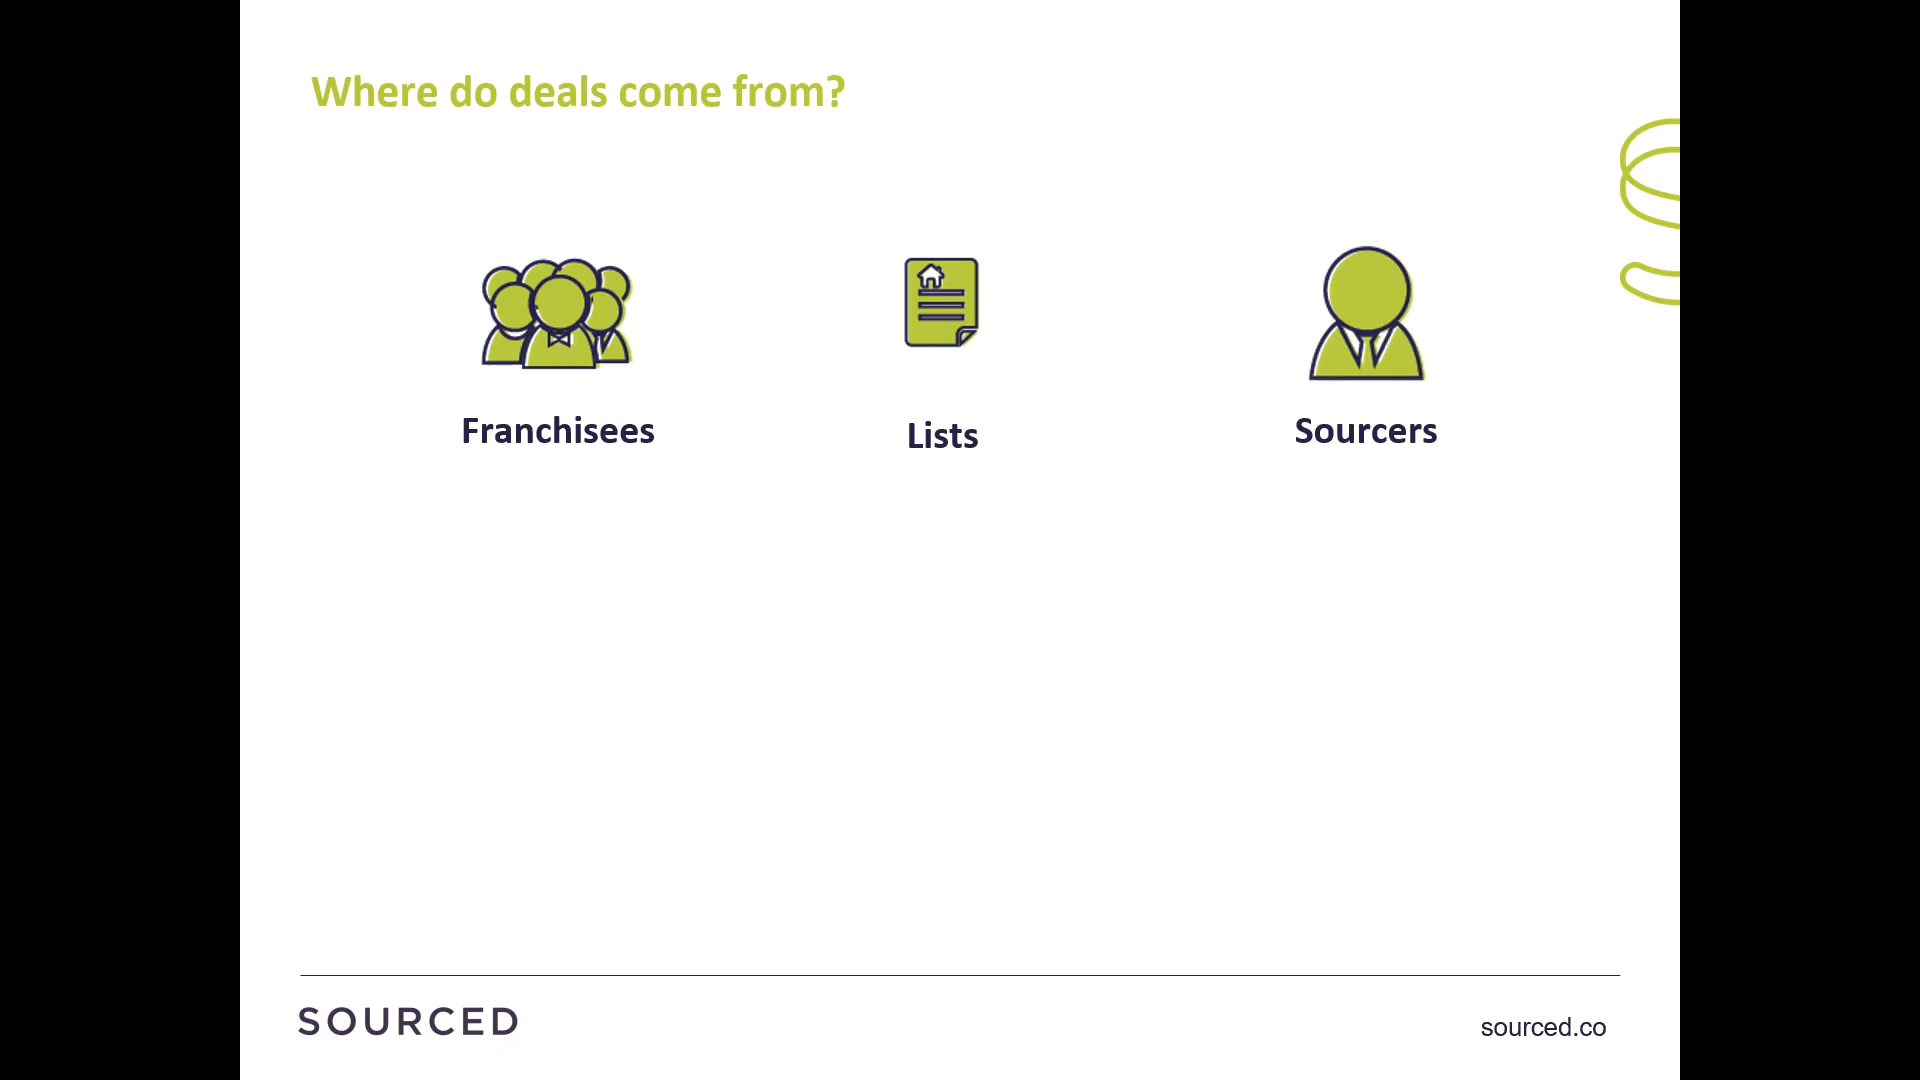 Where do deals come from?
Franchisees
Lists
Sourcers
SOURCED
sourced.co